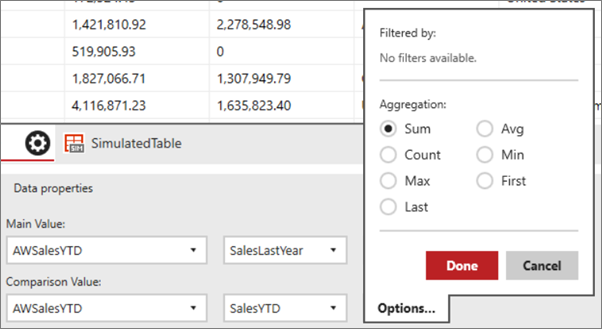 1,421,810.92 2,278,548.98
519,905.93 0
1,827,066.71 1,307,949.79
4,116,871.23 1,635,823.40
SIM SimulatedTable
Data properties
Main Value:
AWSalesYTD SalesLastYear
Comparison Value:
AWSalesYTD SalesYTD
Filtered by:
No filters available.
Aggregation:
Sum Avg
Count Min
Max First
Last
Done Cancel
Options...